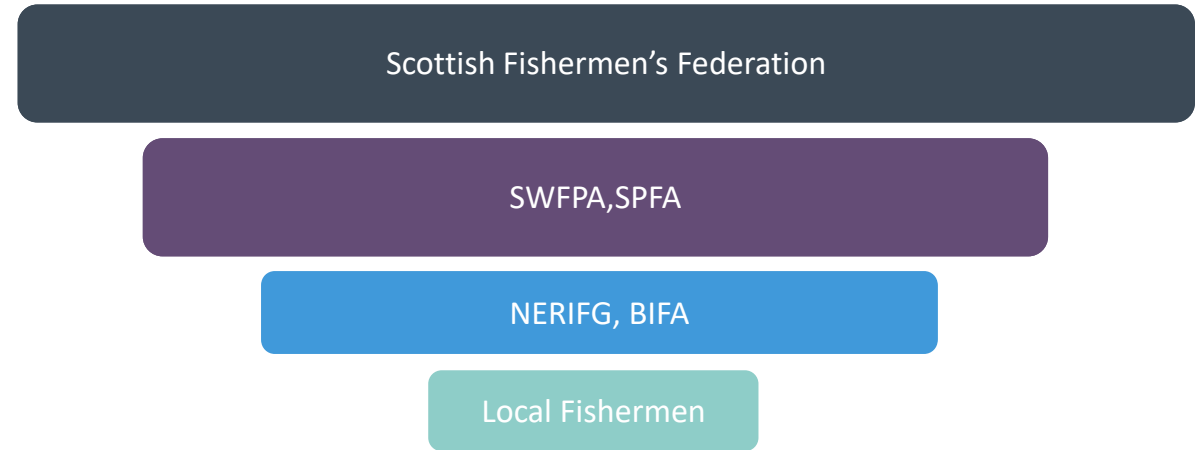 Scottish Fishermen’s Federation
SWFPA,SPFA
NERIFG, BIFA
Local Fishermen